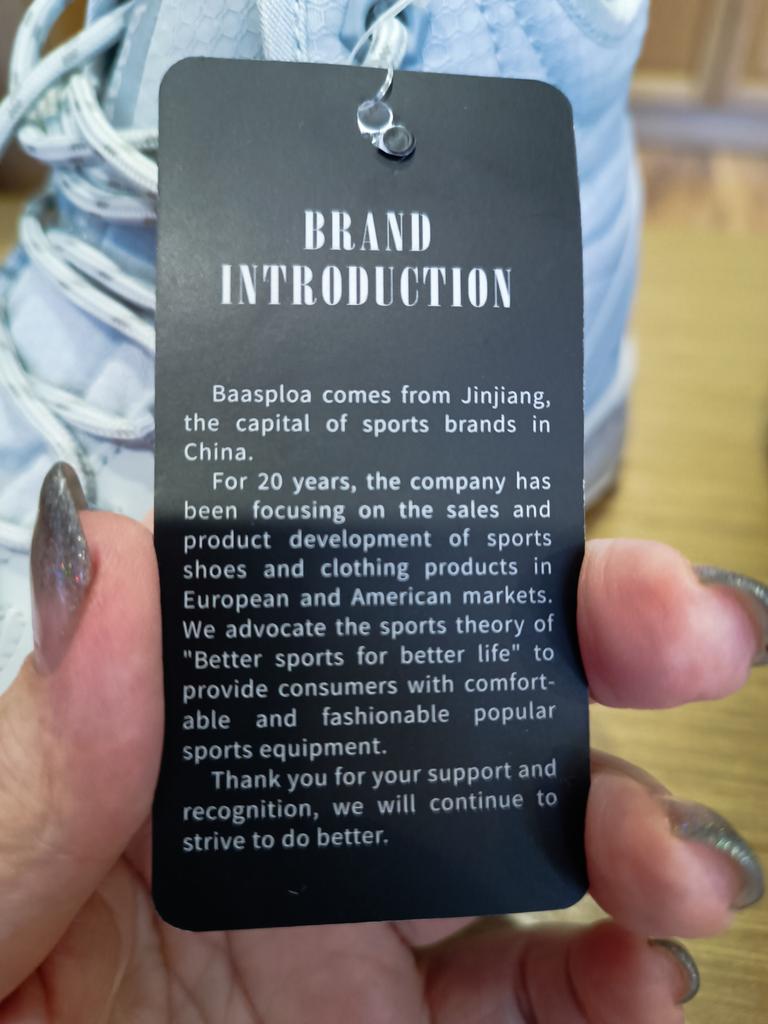 BRAND
INTRODUCTION
Baasploa comes from Jinjiang,
the capital of sports brands in
China.
For 20 years, the company has
been focusing on the sales and
product development of sports
shoes and clothing products in
European and American markets.
We advocate the sports theory of
"Better sports for better life" to
provide consumers with comfort-
able and fashionable popular
sports equipment.
Thank you for your support and
recognition, we will continue to
strive to do better.